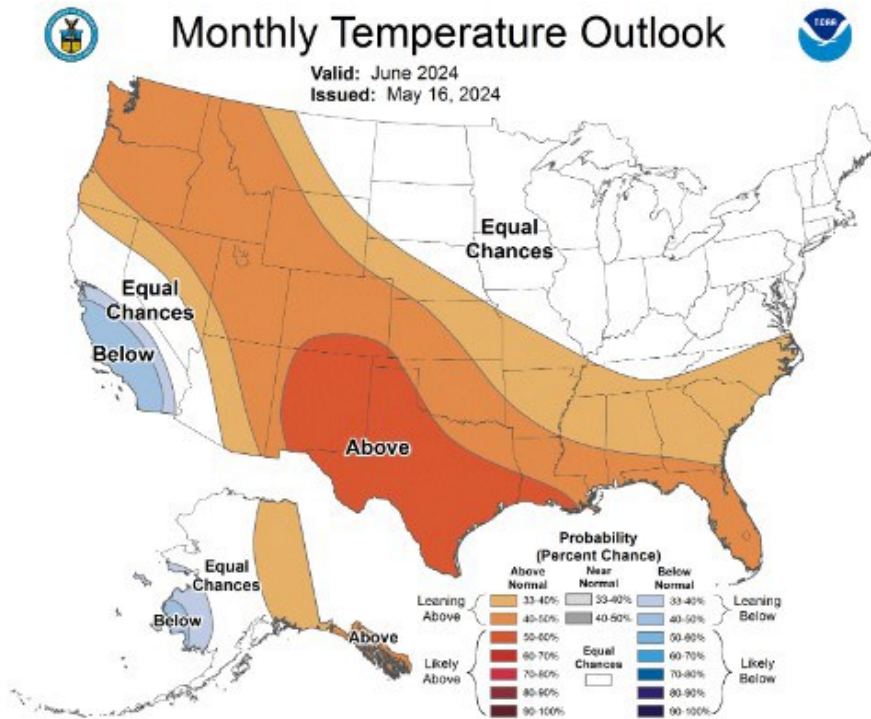 Monthly Temperature Outlook
Valid: June 2024
Issued: May 16, 2024
Equal
Chances
Equal
Chances
Below
Above
Equal
Chances
Below
Above
Probability
(Percent Chance)
Above
Normal
Near
Normal
Below
Normal
Leaning
Above
33-40%
33-40%
33-40%
Leaning
Below
40-50%
40-50%
40-50%
Likely
Above
50-60%
50-60%
Likely
Below
60-70%
60-70%
70-80%
70-80%
80-90%
80-90%
90-100%
90-100%
Equal
Chances